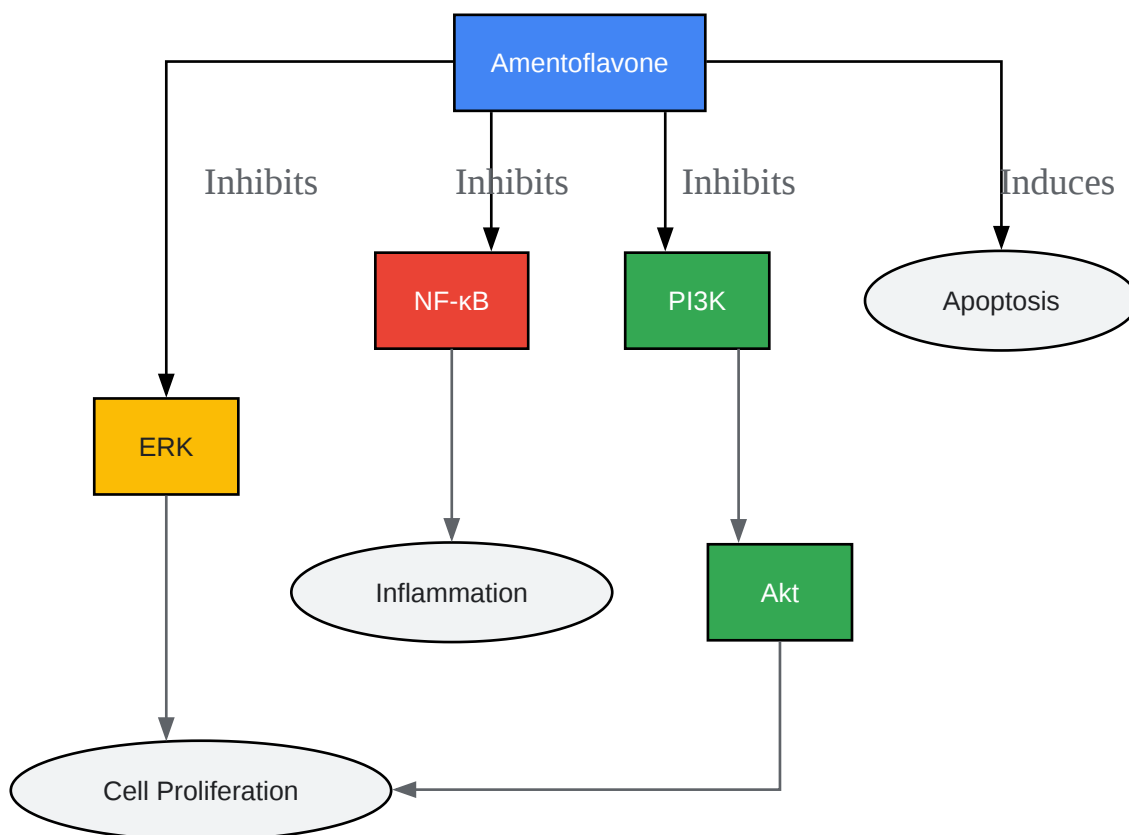 Amentoflavone
Inhibits
Inhibits
Inhibits
Induces
NF-κB
PI3K
Apoptosis
ERK
Inflammation
Akt
Cell Proliferation